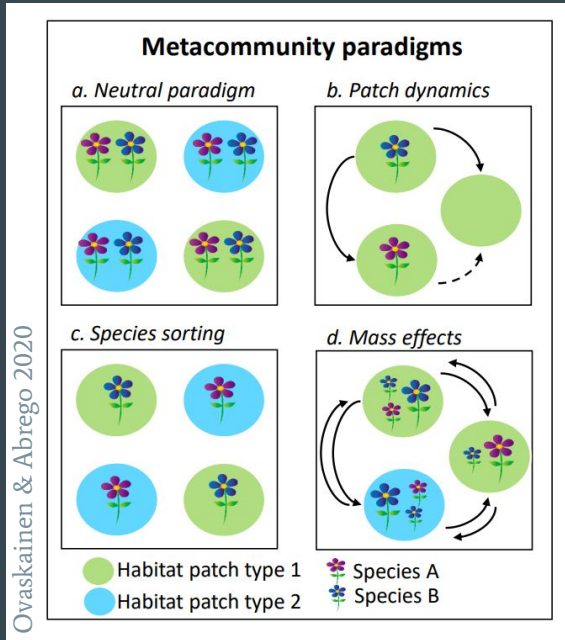 Metacommunity paradigms
a. Neutral paradigm
b. Patch dynamics
c. Species sorting
d. Mass effects
Habitat patch type 1
Species A
Habitat patch type 2
Species B
Ovaskainen & Abrego 2020